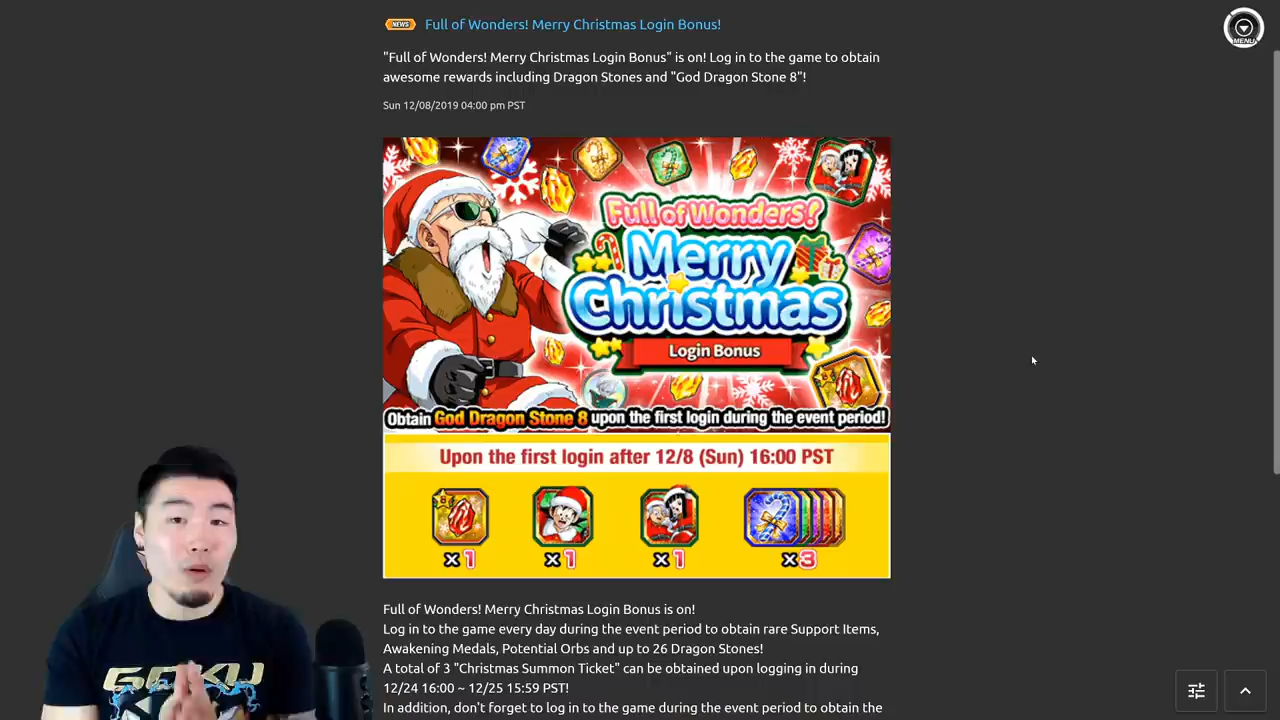 NEWS Full of Wonders! Merry Christmas Login Bonus!
MENU
"Full of Wonders! Merry Christmas Login Bonus" is on! Log in to the game to obtain
awesome rewards including Dragon Stones and "God Dragon Stone 8"!
Sun 12/08/2019 04:00 pm PST
Full of Wonders!
Merry
Christmas
Login Bonus
Obtain God Dragon Stone 8 upon the first login during the event period!
Upon the first login after 12/8 (Sun) 16:00 PST
8
x1 x1 x1 x3
Full of Wonders! Merry Christmas Login Bonus is on!
Log in to the game every day during the event period to obtain rare Support Items,
Awakening Medals, Potential Orbs and up to 26 Dragon Stones!
A total of 3 "Christmas Summon Ticket" can be obtained upon logging in during
12/24 16:00 ~ 12/25 15:59 PST!
In addition, don't forget to log in to the game during the event period to obtain the
GOKU